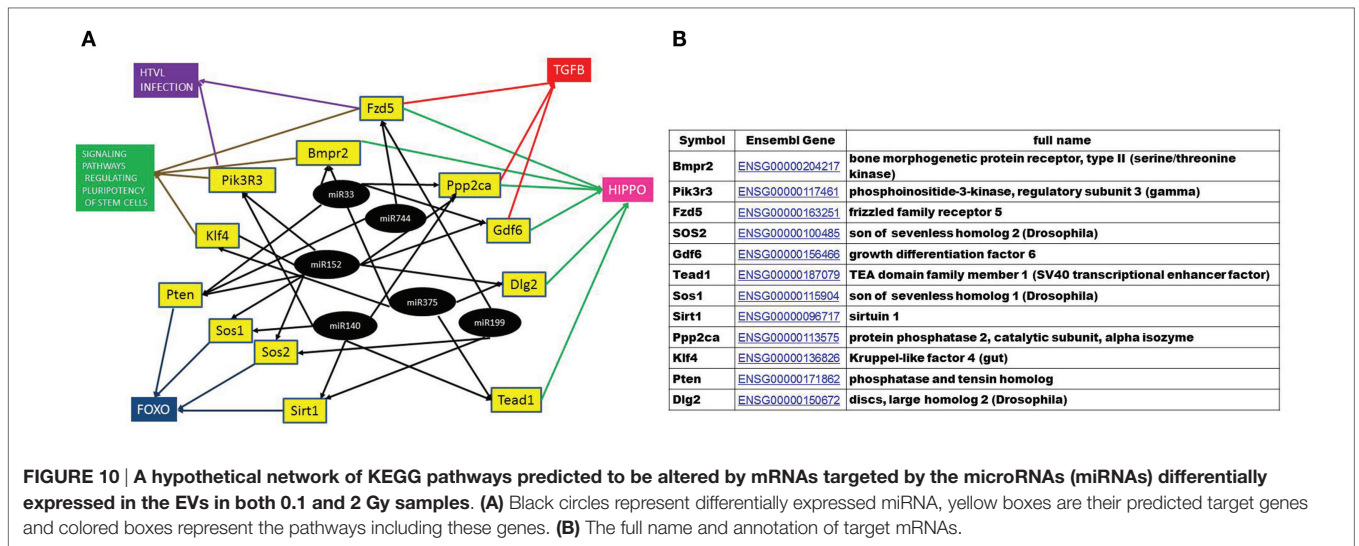 A
HTVL
INFECTION
TGFB
Fzd5
SIGNALING
PATHWAYS
REGULATING
PLURIPOTENCY
OF STEM CELLS
Bmpr2
Pik3R3
miR33
Ppp2ca
HIPPO
miR744
Klf4
Gdf6
miR152
Pten
Dlg2
miR375
Sos1
miR140
miR199
Sos2
FOXO
Sirt1
Tead1
B
Symbol Ensembl Gene full name
Bmpr2 ENSG00000204217 bone morphogenetic protein receptor, type II (serine/threonine
kinase)
Pik3r3 ENSG00000117461 phosphoinositide-3-kinase, regulatory subunit 3 (gamma)
Fzd5 ENSG00000163251 frizzled family receptor 5
SOS2 ENSG00000100485 son of sevenless homolog 2 (Drosophila)
Gdf6 ENSG00000156466 growth differentiation factor 6
Tead1 ENSG00000187079 TEA domain family member 1 (SV40 transcriptional enhancer factor)
Sos1 ENSG00000115904 son of sevenless homolog 1 (Drosophila)
Sirt1 ENSG00000096717 sirtuin 1
Ppp2ca ENSG00000113575 protein phosphatase 2, catalytic subunit, alpha isozyme
Klf4 ENSG00000136826 Kruppel-like factor 4 (gut)
Pten ENSG00000171862 phosphatase and tensin homolog
Dlg2 ENSG00000150672 discs, large homolog 2 (Drosophila)
FIGURE 10 | A hypothetical network of KEGG pathways predicted to be altered by mRNAs targeted by the microRNAs (miRNAs) differentially
expressed in the EVs in both 0.1 and 2 Gy samples. (A) Black circles represent differentially expressed miRNA, yellow boxes are their predicted target genes
and colored boxes represent the pathways including these genes. (B) The full name and annotation of target mRNAs.